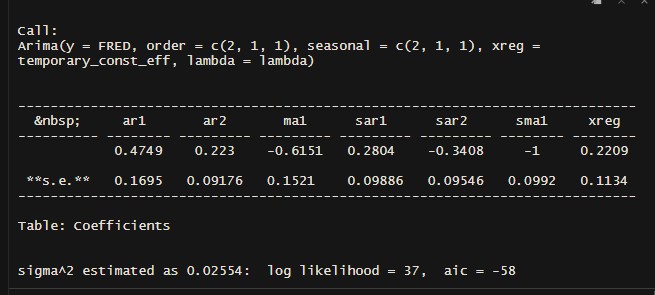 Call:
Arima(y = FRED, order = c(2, 1, 1), seasonal = c(2, 1, 1), xreg =
temporary_const_eff, lambda = lambda)
------------------------------------------------------------------------------
&nbsp; ar1 ar2 ma1 sar1 sar2 sma1 xreg
---------- -------- --------- --------- --------- --------- -------- --------
0.4749 0.223 -0.6151 0.2804 -0.3408 -1 0.2209
**s.e.** 0.1695 0.09176 0.1521 0.09886 0.09546 0.0992 0.1134
------------------------------------------------------------------------------
Table: Coefficients
sigma^2 estimated as 0.02554: log likelihood = 37, aic = -58